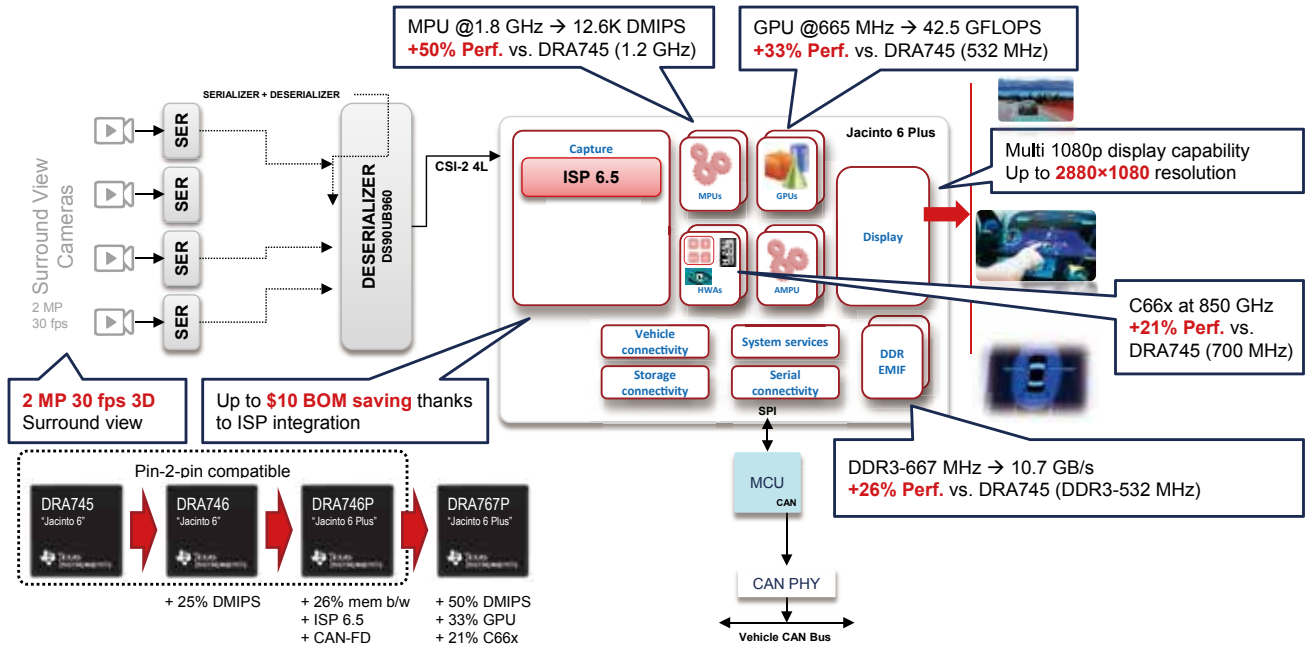 MPU @1.8 GHz → 12.6K DMIPS
+50% Perf. vs. DRA745 (1.2 GHz)
GPU @665 MHz → 42.5 GFLOPS
+33% Perf. vs. DRA745 (532 MHz)
SERIALIZER + DESERIALIZER
SER
SER
SER
SER
Surround View
Cameras
2 MP
30 fps
DESERIALIZER
DS90UB960
CSI-2 4L
Jacinto 6 Plus
Capture
ISP 6.5
MPUs
GPUs
HWAs
AMPU
Display
Vehicle
connectivity
System services
Storage
connectivity
Serial
connectivity
DDR
EMIF
SPI
Multi 1080p display capability
Up to 2880×1080 resolution
C66x at 850 GHz
+21% Perf. vs.
DRA745 (700 MHz)
2 MP 30 fps 3D
Surround view
Up to $10 BOM saving thanks
to ISP integration
DDR3-667 MHz → 10.7 GB/s
+26% Perf. vs. DRA745 (DDR3-532 MHz)
MCU
CAN
CAN PHY
Vehicle CAN Bus
Pin-2-pin compatible
DRA745
"Jacinto 6"
Texas
Instruments
DRA746
"Jacinto 6"
Texas
Instruments
DRA746P
"Jacinto 6 Plus"
Texas
Instruments
DRA767P
"Jacinto 6 Plus"
Texas
Instruments
+ 25% DMIPS
+ 26% mem b/w
+ ISP 6.5
+ CAN-FD
+ 50% DMIPS
+ 33% GPU
+ 21% C66x